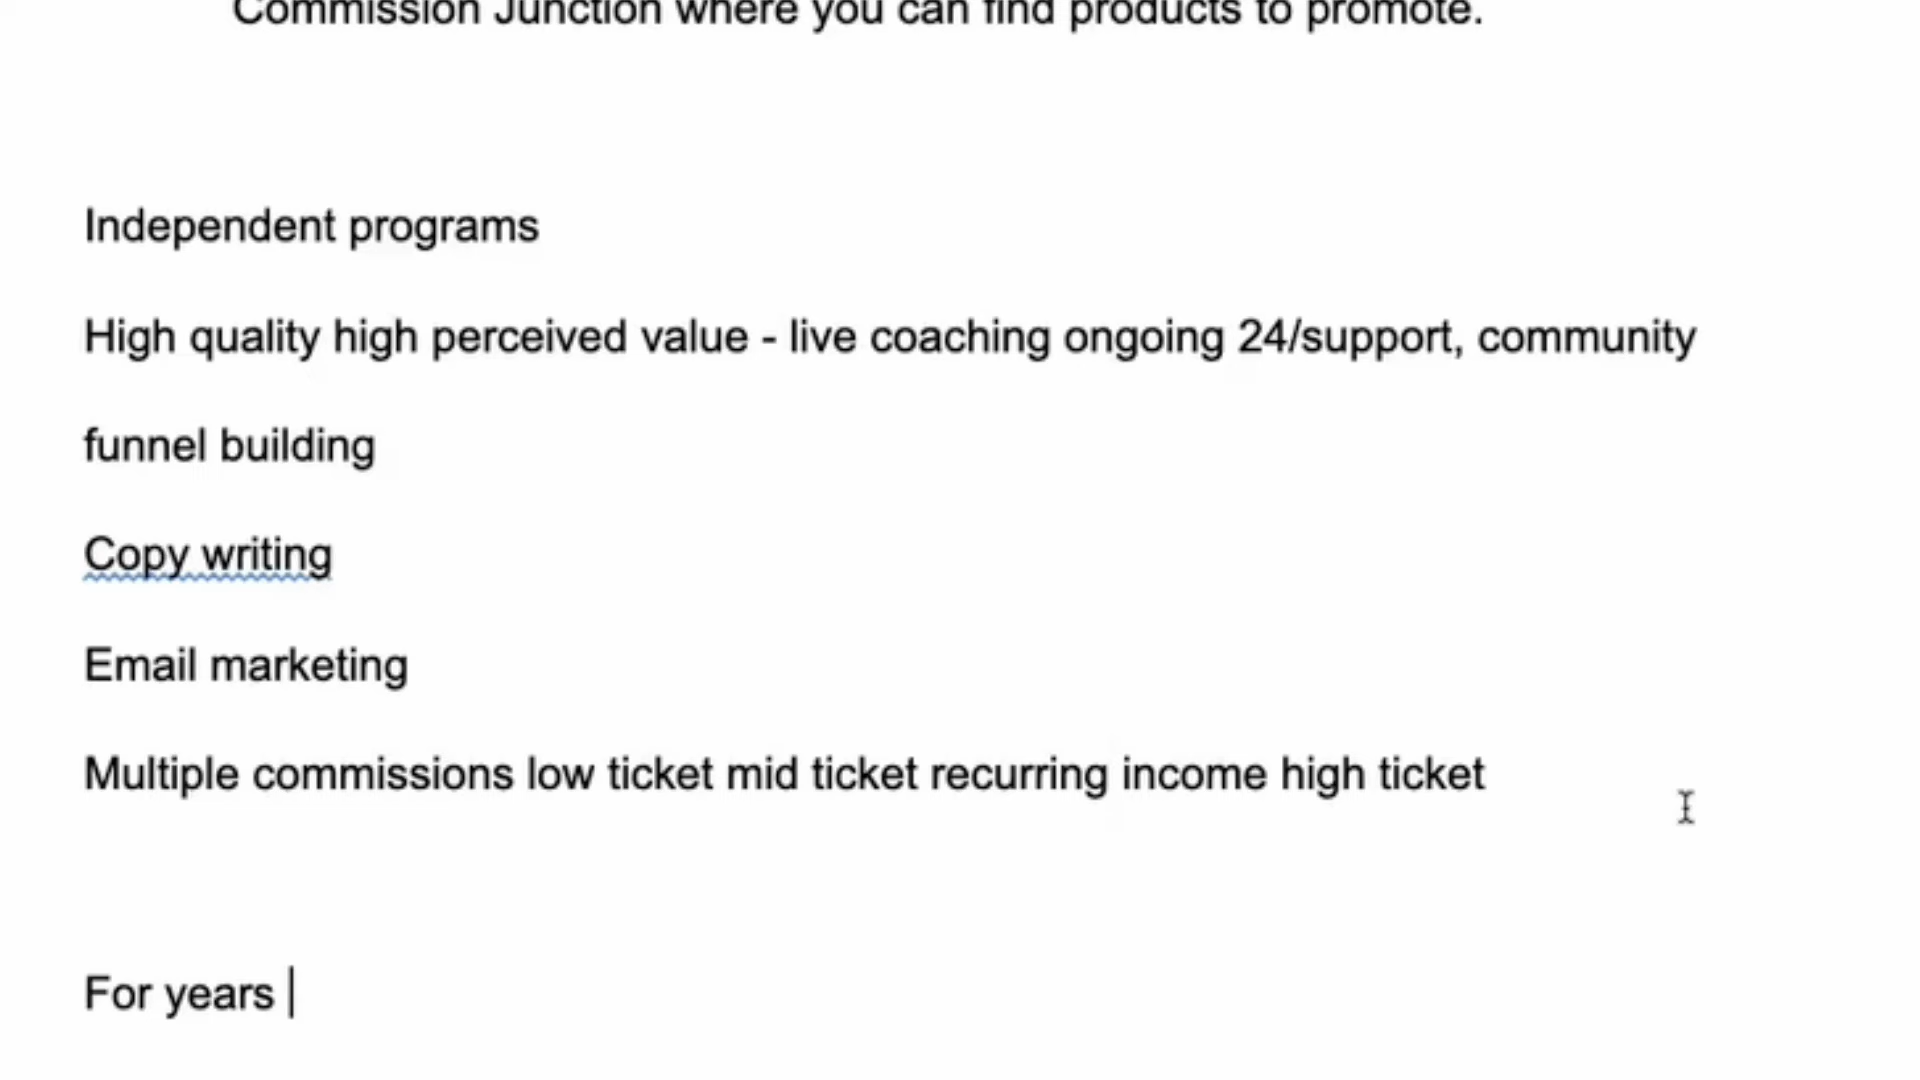 Commission Junction where you can find products to promote.
Independent programs
High quality high perceived value - live coaching ongoing 24/support, community
funnel building
Copy writing
Email marketing
Multiple commissions low ticket mid ticket recurring income high ticket
For years